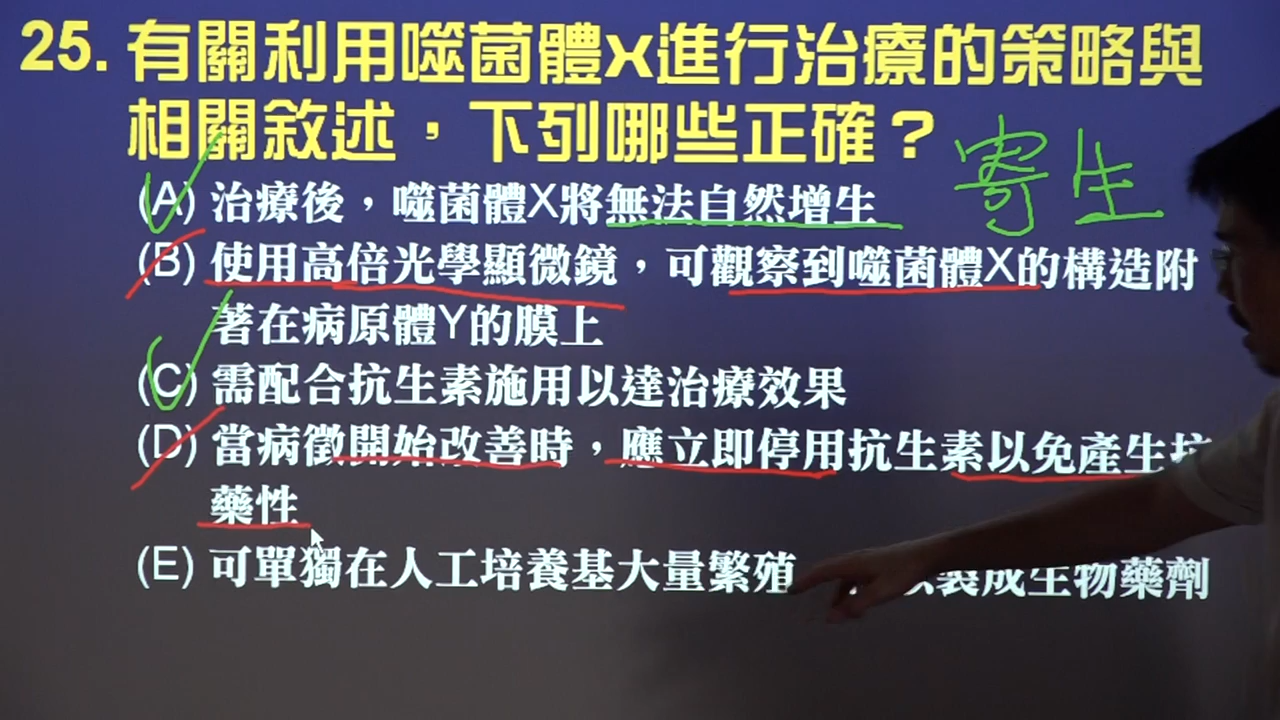 25. 有關利用噬菌體X進行治療的策略與
相關敘述，下列哪些正確？
寄生
(A) 治療後，噬菌體X將無法自然增生
(B) 使用高倍光學顯微鏡，可觀察到噬菌體X的構造附
著在病原體Y的膜上
(C) 需配合抗生素施用以達治療效果
(D) 當病徵開始改善時，應立即停用抗生素以免產生抗
藥性
(E) 可單獨在人工培養基大量繁殖 製成生物藥劑